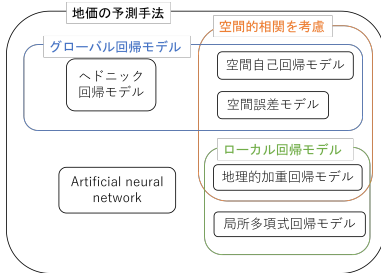 地価の予測手法
空間的相関を考慮
グローバル回帰モデル
ヘドニック
回帰モデル
空間自己回帰モデル
空間誤差モデル
ローカル回帰モデル
地理的加重回帰モデル
Artificial neural
network
局所多項式回帰モデル